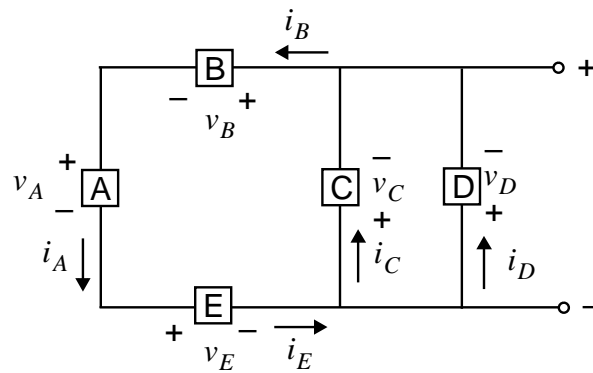 i_B
B
+
− +
v_B
+
v_A A
−
−
C v_C
+
−
D v_D
+
i_A
i_C
i_D
E
+ −
v_E
i_E
−